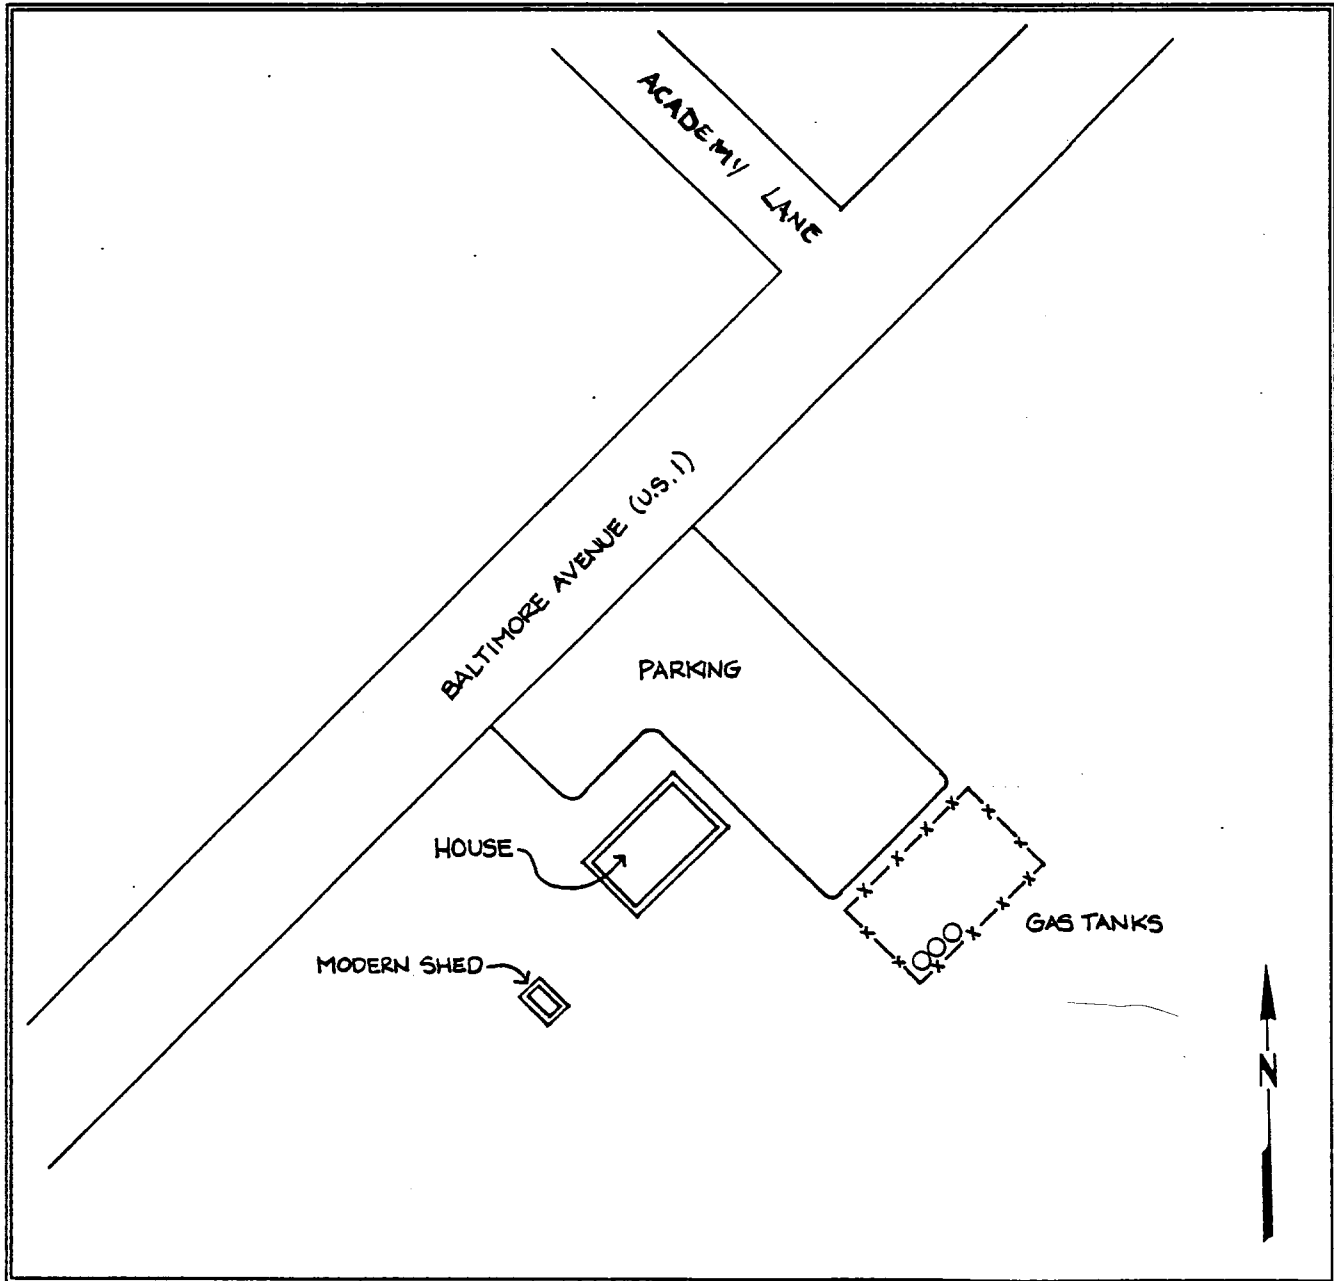 ACADEMY LANE
BALTIMORE AVENUE (U.S. 1)
PARKING
HOUSE
GAS TANKS
MODERN SHED
N